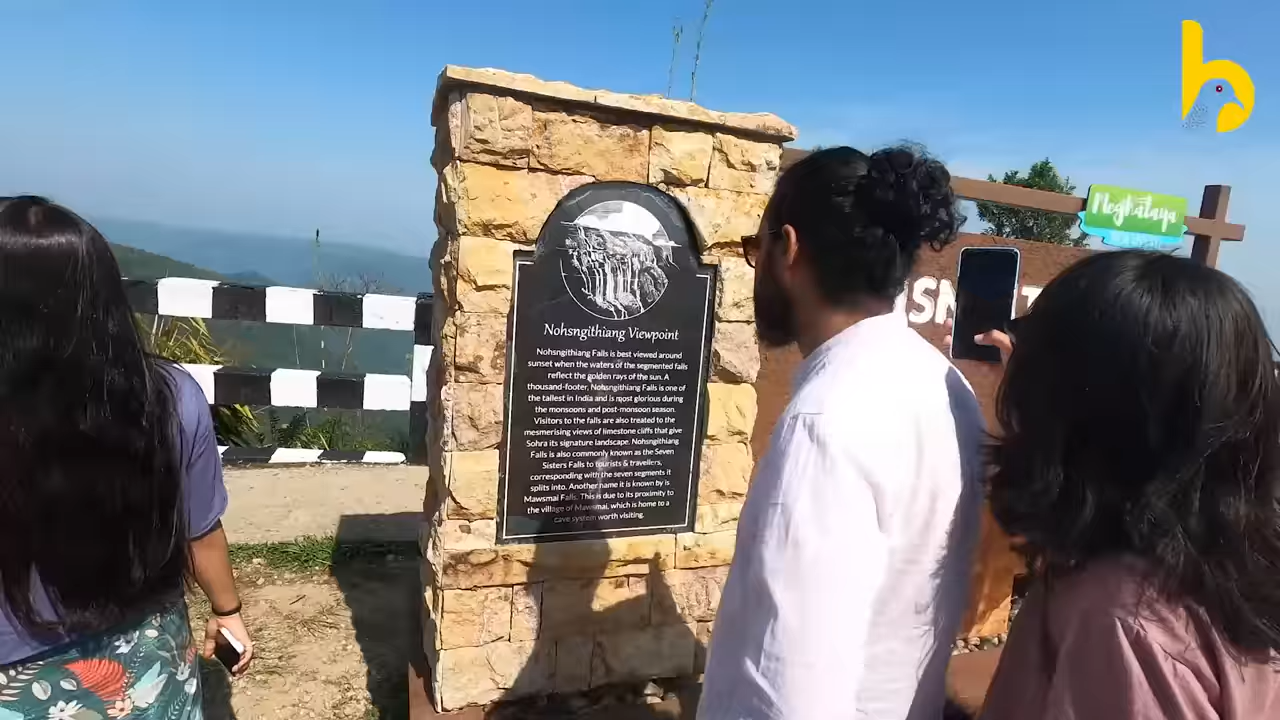 Nohsngithiang Viewpoint
Nohsngithiang Falls is best viewed around
sunset when the waters of the segmented falls
reflect the golden rays of the sun. A
thousand-footer, Nohsngithiang Falls is one of
the tallest in India and is most glorious during
the monsoons and post-monsoon season.
Visitors to the falls are also treated to the
mesmerising views of limestone cliffs that give
Sohra its signature landscape. Nohsngithiang
Falls is also commonly known as the Seven
Sisters Falls to tourists & travellers,
corresponding with the seven segments it
splits into. Another name it is known by is
Mawsmai Falls. This is due to its proximity to
the village of Mawsmai, which is home to a
cave system worth visiting.
Meghalaya
SN
b